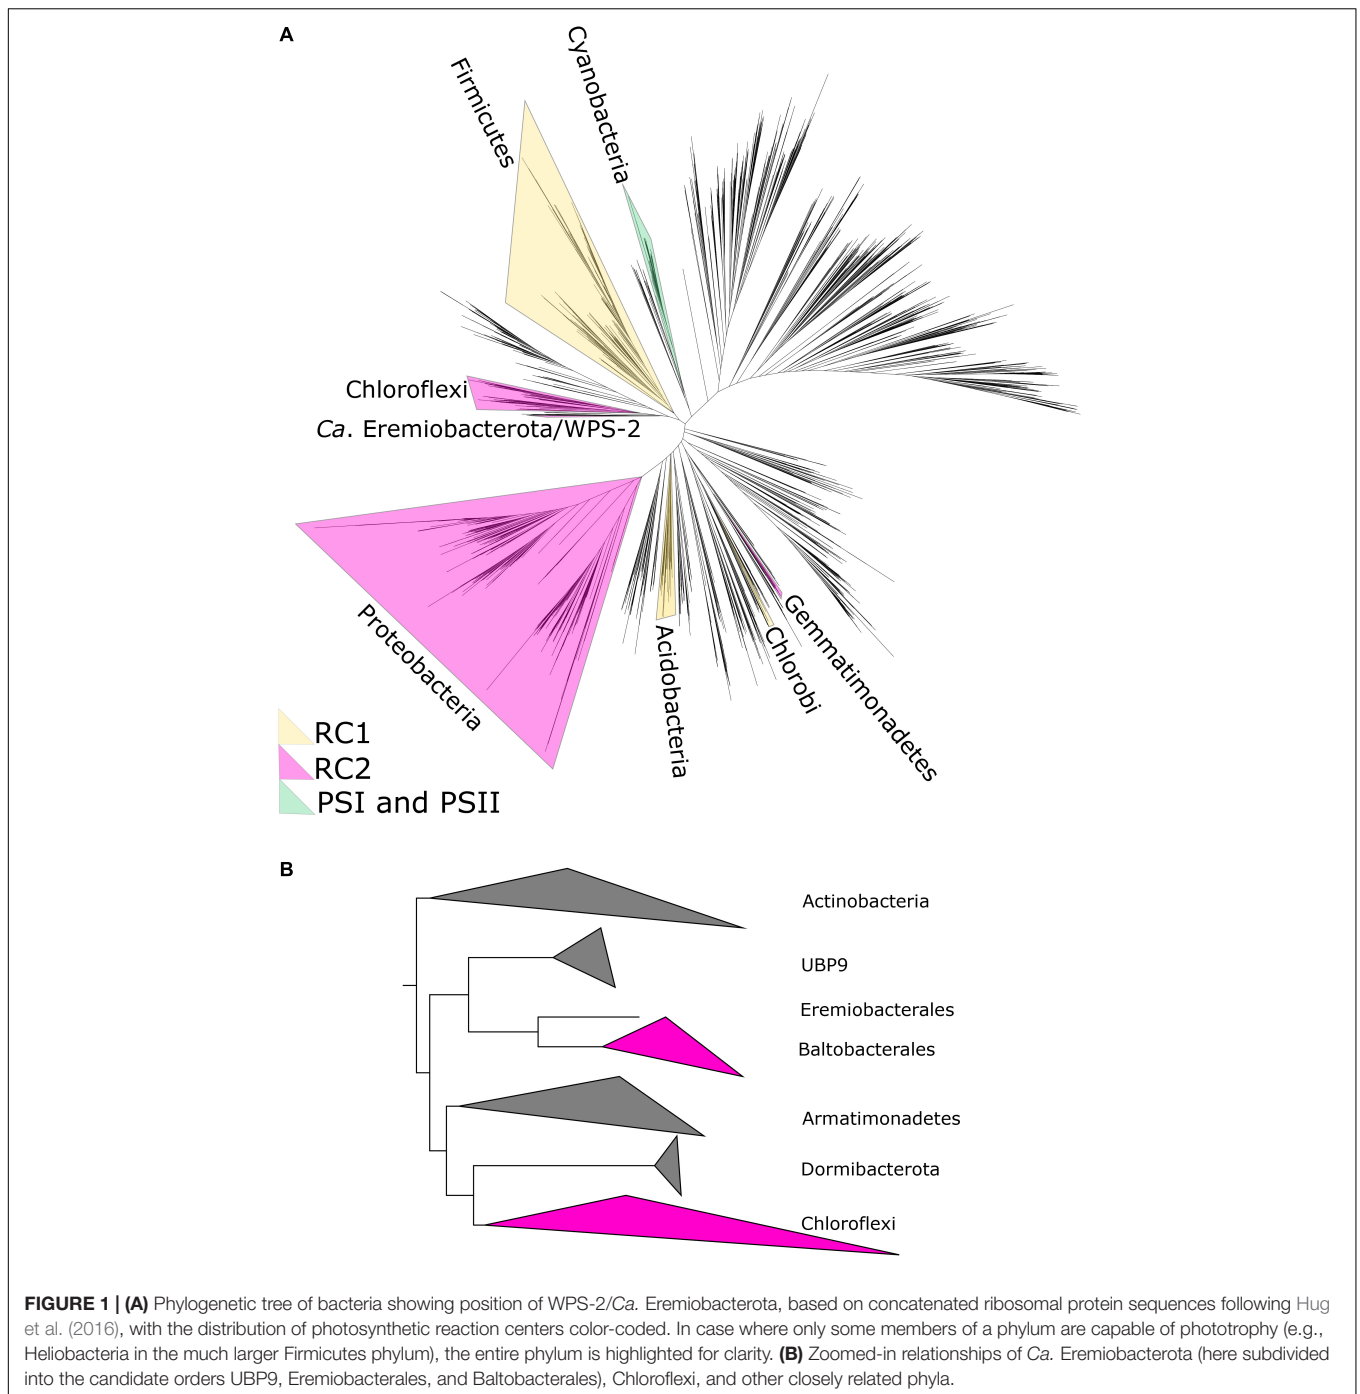 A
Firmicutes
Cyanobacteria
Chloroflexi
Ca. Eremiobacterota/WPS-2
Proteobacteria
Acidobacteria
Chlorobi
Gemmatimonadetes
RC1
RC2
PSI and PSII
B
Actinobacteria
UBP9
Eremiobacterales
Baltobacterales
Armatimonadetes
Dormibacterota
Chloroflexi
FIGURE 1 | (A) Phylogenetic tree of bacteria showing position of WPS-2/Ca. Eremiobacterota, based on concatenated ribosomal protein sequences following Hug
et al. (2016), with the distribution of photosynthetic reaction centers color-coded. In case where only some members of a phylum are capable of phototrophy (e.g.,
Heliobacteria in the much larger Firmicutes phylum), the entire phylum is highlighted for clarity. (B) Zoomed-in relationships of Ca. Eremiobacterota (here subdivided
into the candidate orders UBP9, Eremiobacterales, and Baltobacterales), Chloroflexi, and other closely related phyla.